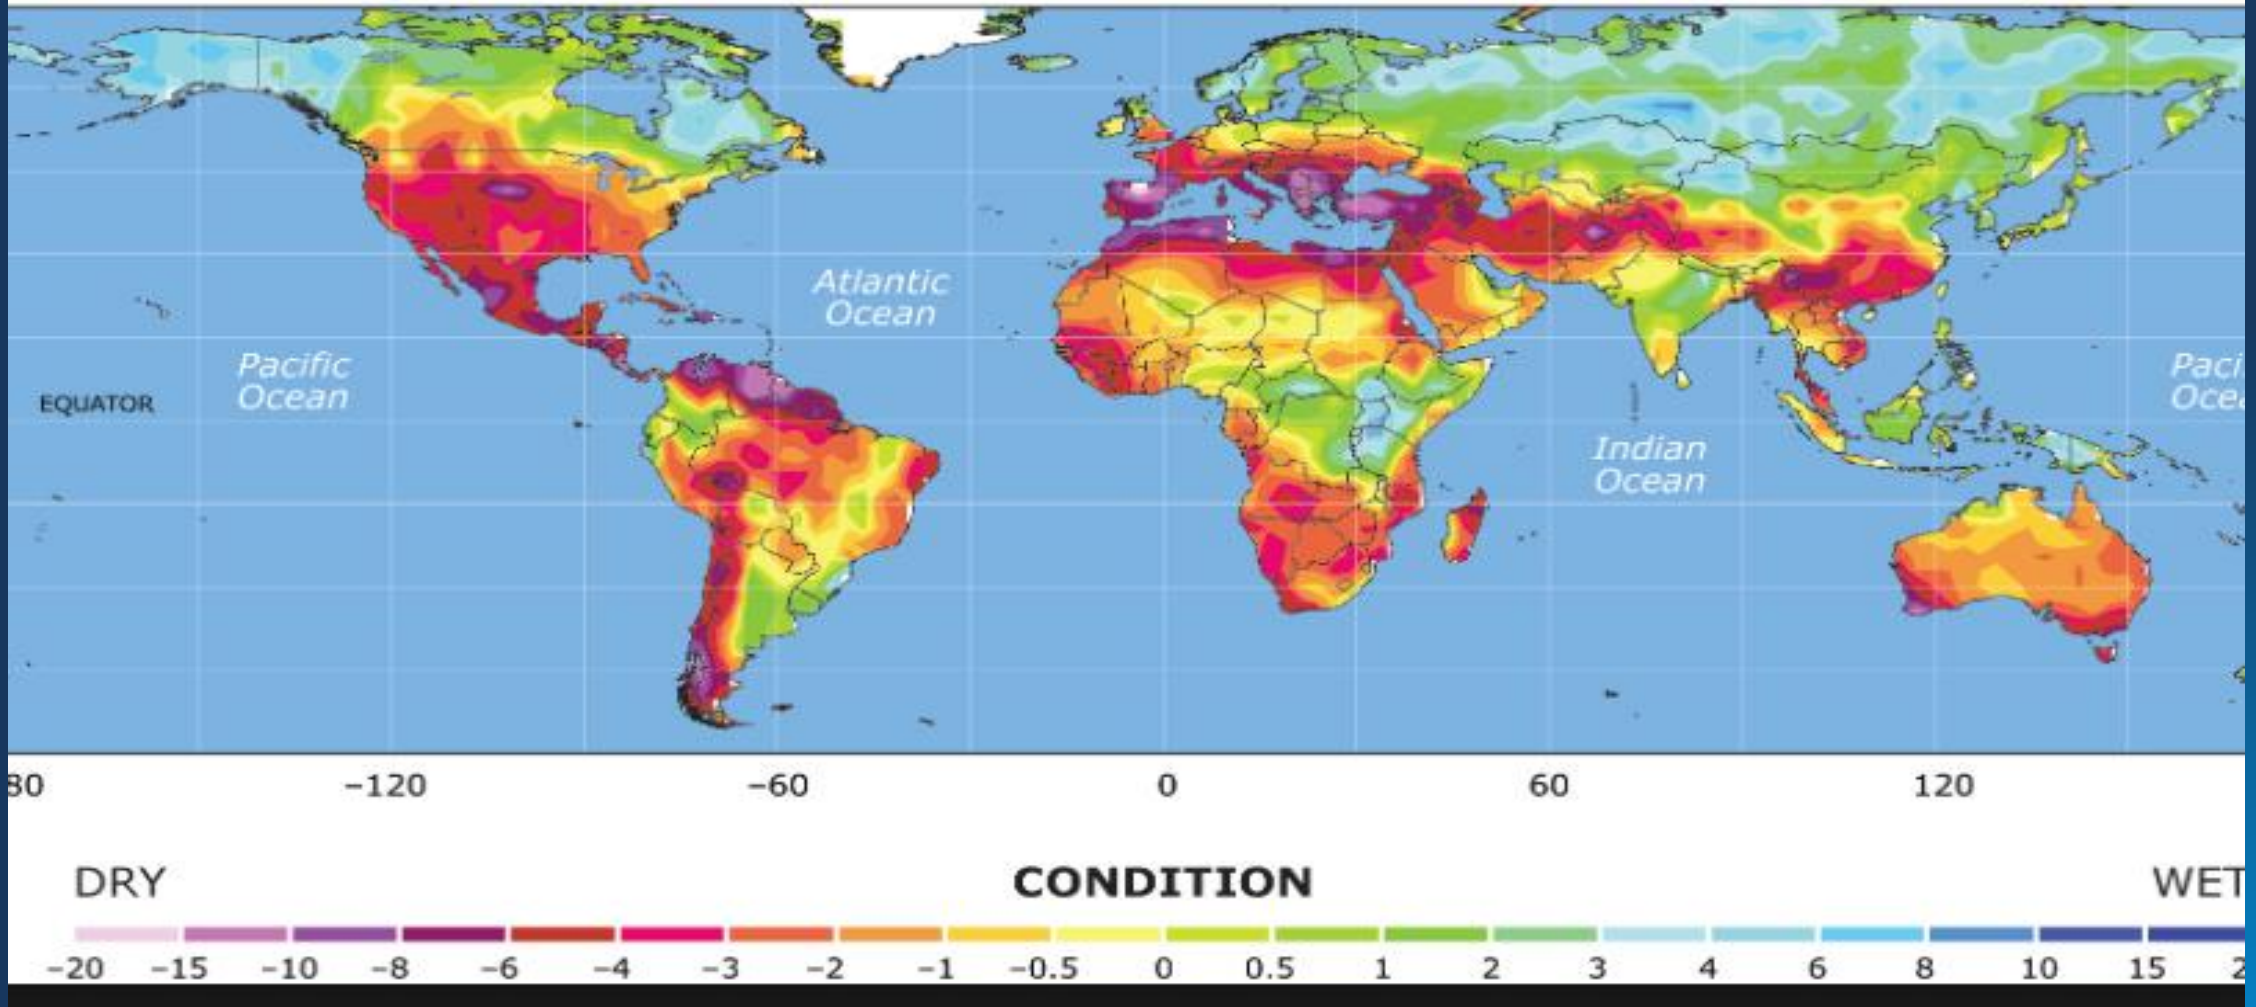 Atlantic
Ocean
Pacific
Ocean
Paci
Ocea
EQUATOR
Indian
Ocean
80 –120 –60 0 60 120
DRY CONDITION WET
–20 –15 –10 –8 –6 –4 –3 –2 –1 –0.5 0 0.5 1 2 3 4 6 8 10 15 2